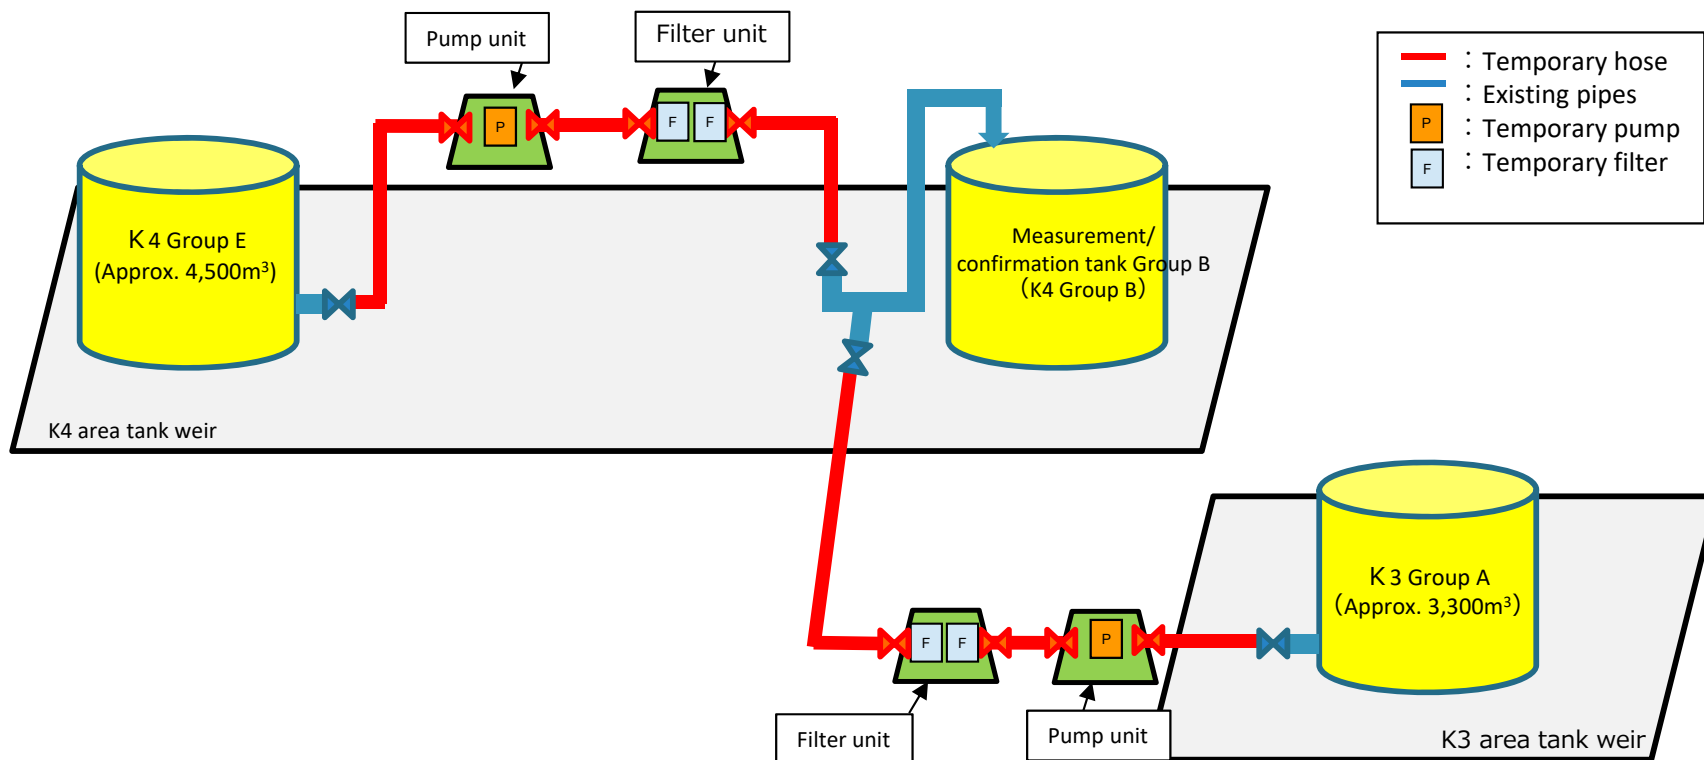 Pump unit
Filter unit
P
F F
: Temporary hose
: Existing pipes
P : Temporary pump
F : Temporary filter
K 4 Group E
(Approx. 4,500m³)
Measurement/
confirmation tank Group B
(K4 Group B)
K4 area tank weir
K 3 Group A
(Approx. 3,300m³)
F F
P
Filter unit
Pump unit
K3 area tank weir